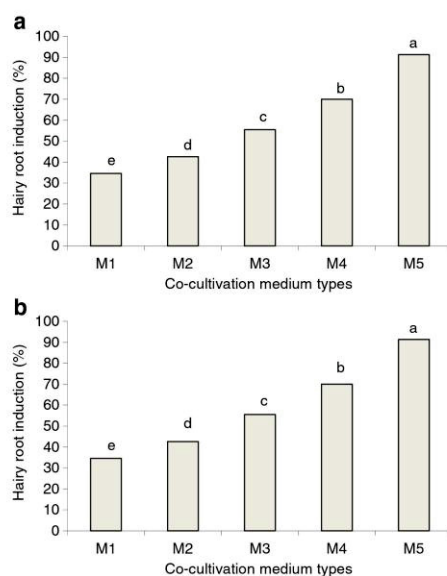 a
Hairy root induction (%)
100
90
80
70
60
50
40
30
20
10
0
e
d
c
b
a
M1 M2 M3 M4 M5
Co-cultivation medium types
b
Hairy root induction (%)
100
90
80
70
60
50
40
30
20
10
0
e
d
c
b
a
M1 M2 M3 M4 M5
Co-cultivation medium types